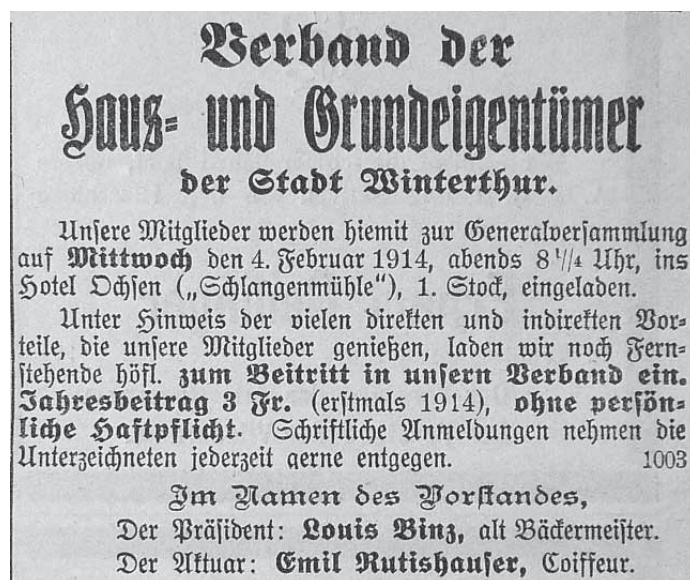 Verband der
Haus- und Grundeigentümer
der Stadt Winterthur.
Unsere Mitglieder werden hiemit zur Generalversammlung
auf Mittwoch den 4. Februar 1914, abends 8 1/4 Uhr, ins
Hotel Ochsen („Schlangenmühle“), 1. Stock, eingeladen.
Unter Hinweis der vielen direkten und indirekten Vor-
teile, die unsere Mitglieder genießen, laden wir noch Fern-
stehende höfl. zum Beitritt in unsern Verband ein.
Jahresbeitrag 3 Fr. (erstmals 1914), ohne persön-
liche Haftpflicht. Schriftliche Anmeldungen nehmen die
Unterzeichneten jederzeit gerne entgegen. 1003
Im Namen des Vorstandes,
Der Präsident: Louis Binz, alt Bäckermeister.
Der Aktuar: Emil Rutishauser, Coiffeur.